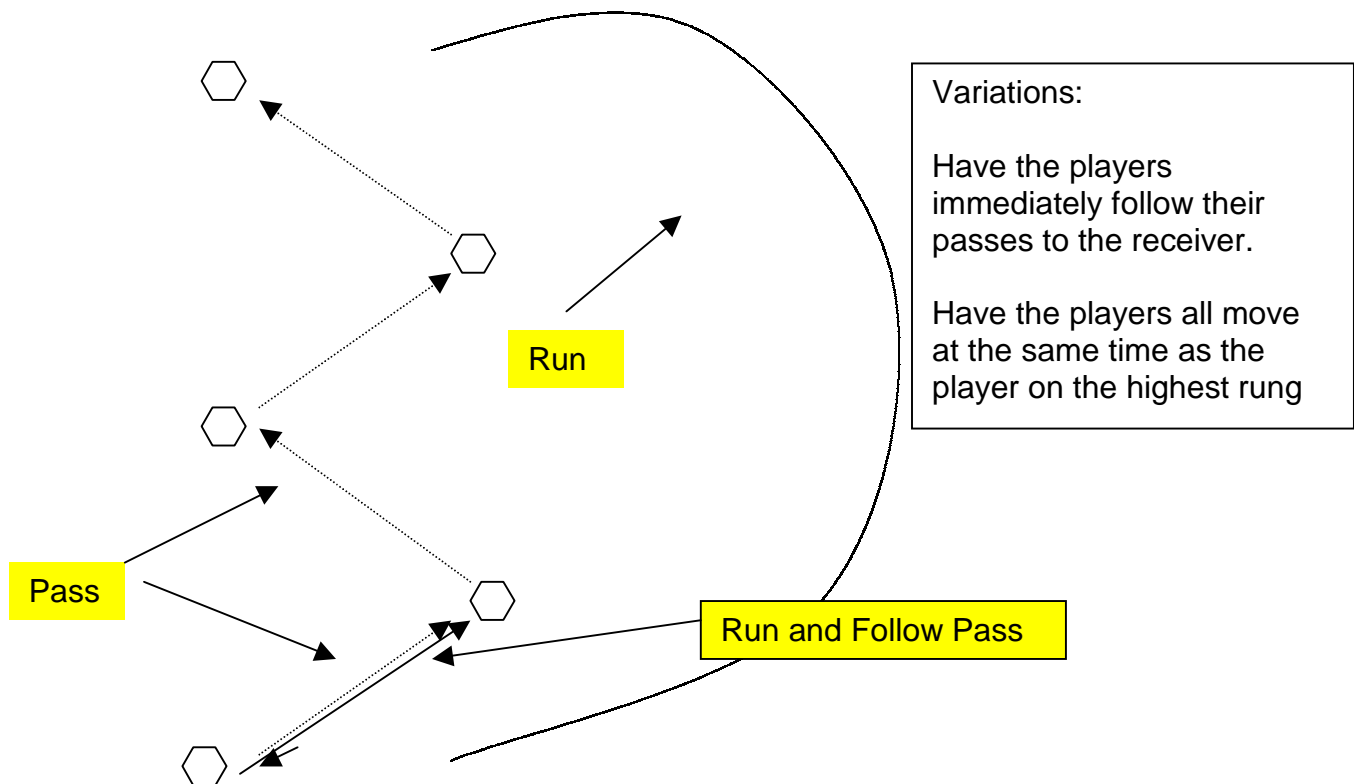 Variations:
Have the players
immediately follow their
passes to the receiver.
Have the players all move
at the same time as the
player on the highest rung
Run
Pass
Run and Follow Pass